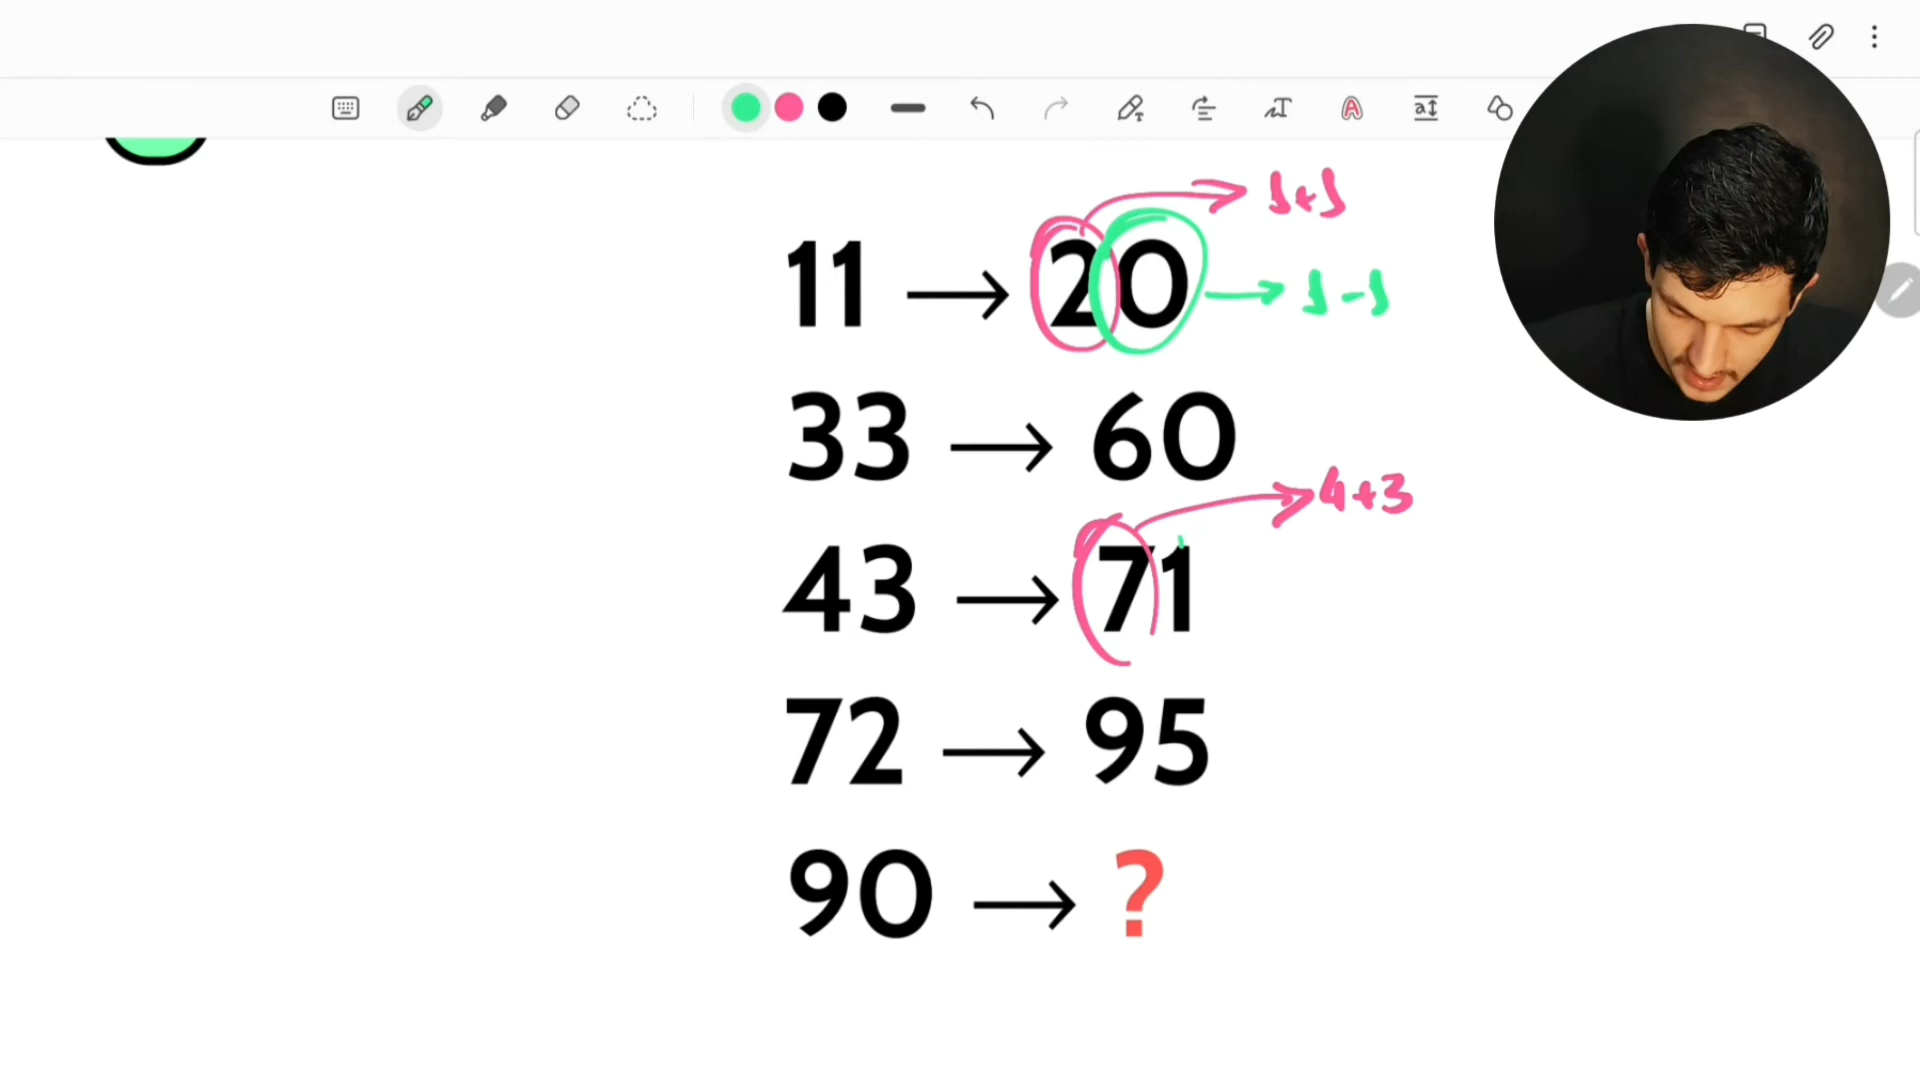 1+1
11 → 20 → 1-1
33 → 60
4+3
43 → 71
72 → 95
90 → ?